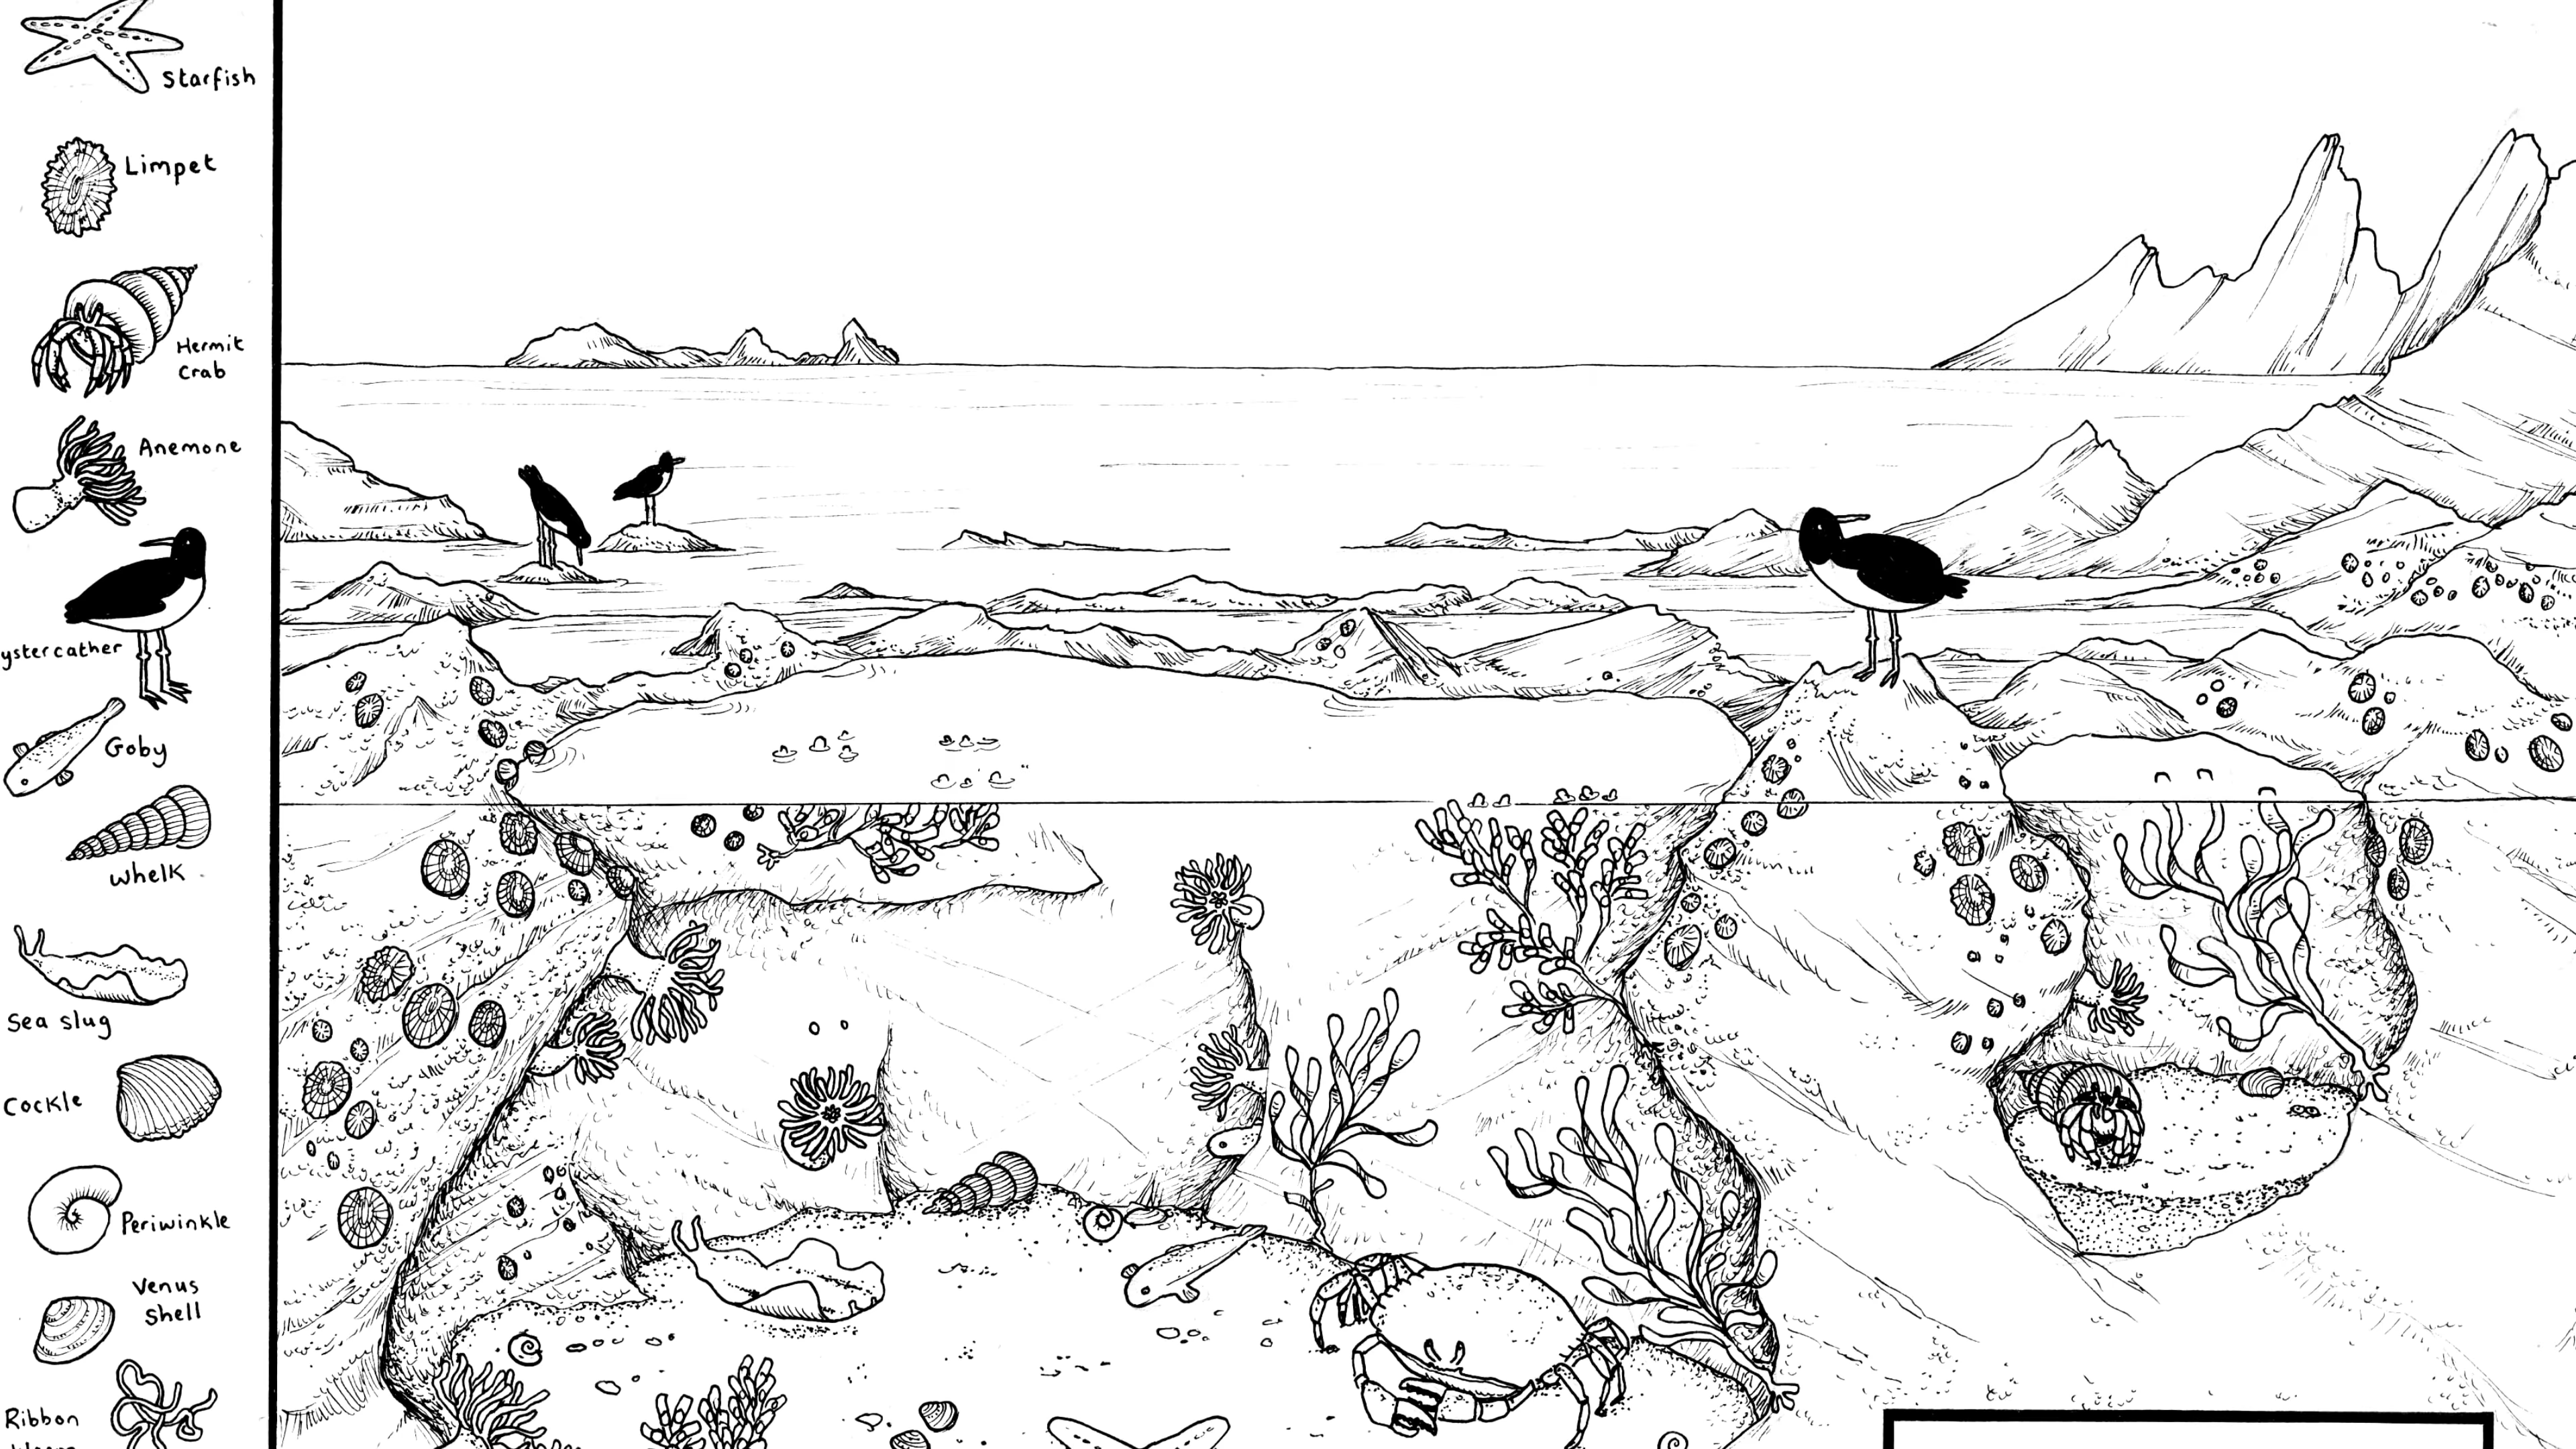 Starfish
Limpet
Hermit
Crab
Anemone
ystercather
Goby
Whelk
Sea slug
Cockle
Periwinkle
Venus
Shell
Ribbon